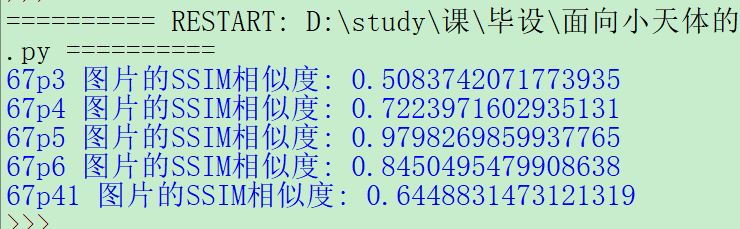 ========== RESTART: D:\study\课\毕设\面向小天体的
.py ==========
67p3 图片的SSIM相似度: 0.5083742071773935
67p4 图片的SSIM相似度: 0.7223971602935131
67p5 图片的SSIM相似度: 0.9798269859937765
67p6 图片的SSIM相似度: 0.8450495479908638
67p41 图片的SSIM相似度: 0.6448831473121319
>>>